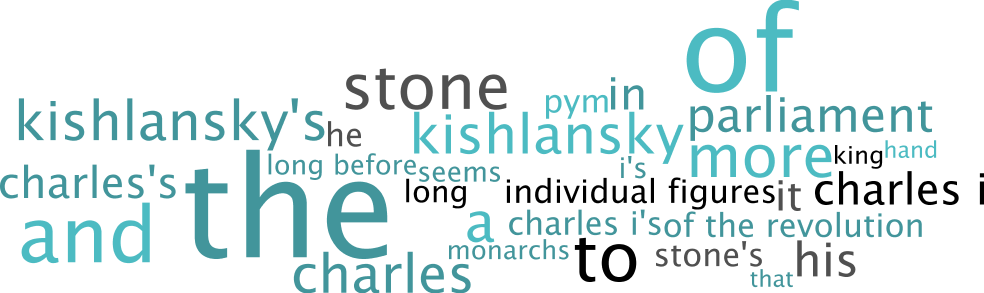 of
stone
pym in
kishlansky's he kishlansky parliament
more king hand
charles's the long before seems i's
long individual figures it charles i
and a charles i's of the revolution
monarchs to stone's his
charles that